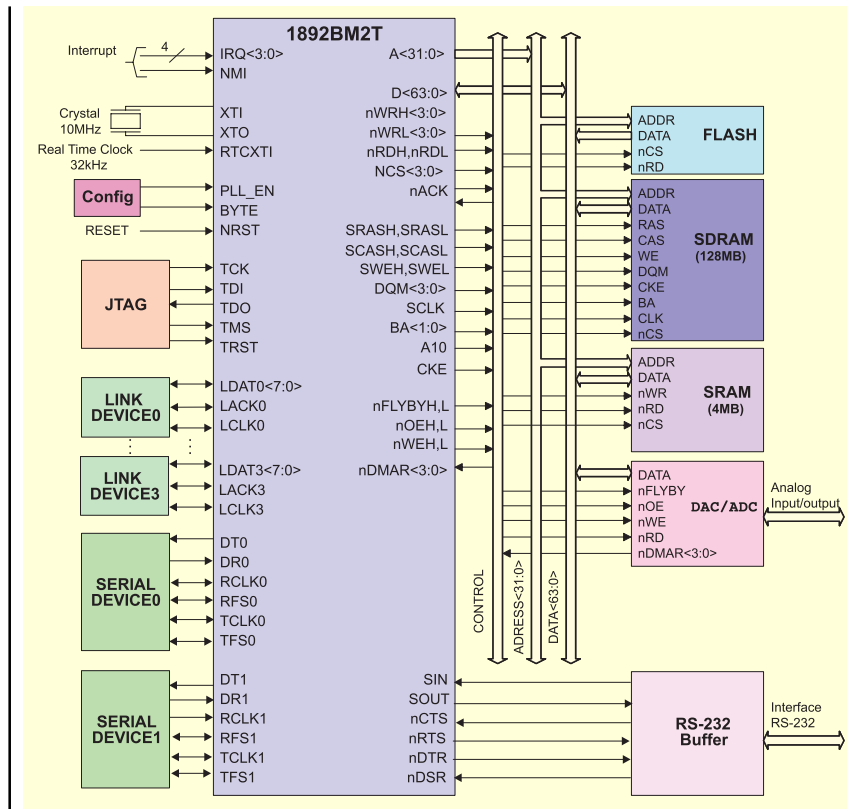 1892BM2T
Interrupt
4
IRQ<3:0>
NMI
Crystal
10MHz
XTI
XTO
Real Time Clock
32kHz
RTCXTI
Config
PLL_EN
BYTE
RESET
NRST
JTAG
TCK
TDI
TDO
TMS
TRST
LINK
DEVICE0
LDAT0<7:0>
LACK0
LCLK0
LINK
DEVICE3
LDAT3<7:0>
LACK3
LCLK3
SERIAL
DEVICE0
DT0
DR0
RCLK0
RFS0
TCLK0
TFS0
SERIAL
DEVICE1
DT1
DR1
RCLK1
RFS1
TCLK1
TFS1
A<31:0>
D<63:0>
nWRH<3:0>
nWRL<3:0>
nRDH,nRDL
NCS<3:0>
nACK
SRASH,SRASL
SCASH,SCASL
SWEH,SWEL
DQM<3:0>
SCLK
BA<1:0>
A10
CKE
nFLYBYH,L
nOEH,L
nWEH,L
nDMAR<3:0>
SIN
SOUT
nCTS
nRTS
nDTR
nDSR
CONTROL
ADRESS<31:0>
DATA<63:0>
ADDR
DATA
nCS
nRD
FLASH
ADDR
DATA
RAS
CAS
WE
DQM
CKE
BA
CLK
nCS
SDRAM
(128MB)
ADDR
DATA
nWR
nRD
nCS
SRAM
(4MB)
DATA
nFLYBY
nOE
nWE
nRD
nDMAR<3:0>
DAC/ADC
Analog
Input/output
RS-232
Buffer
Interface
RS-232